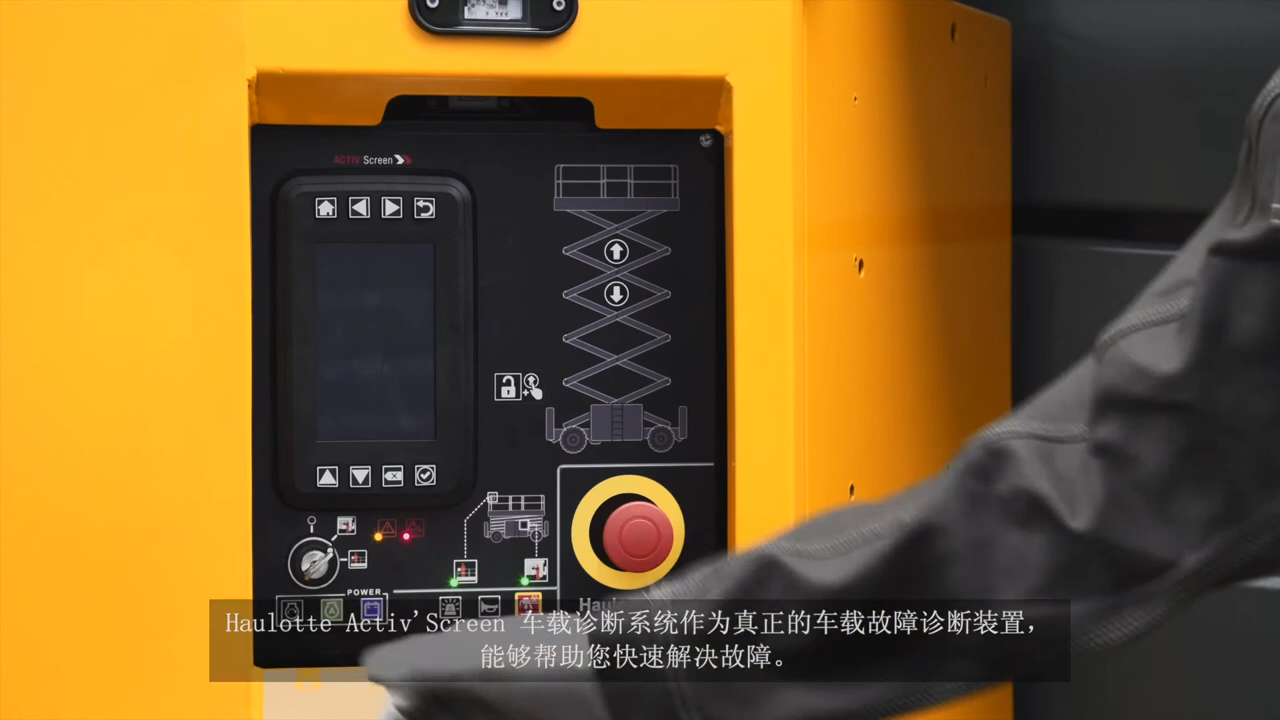 ACTIV'Screen
POWER
Haul
Haulotte Activ'Screen 车载诊断系统作为真正的车载故障诊断装置，
能够帮助您快速解决故障。